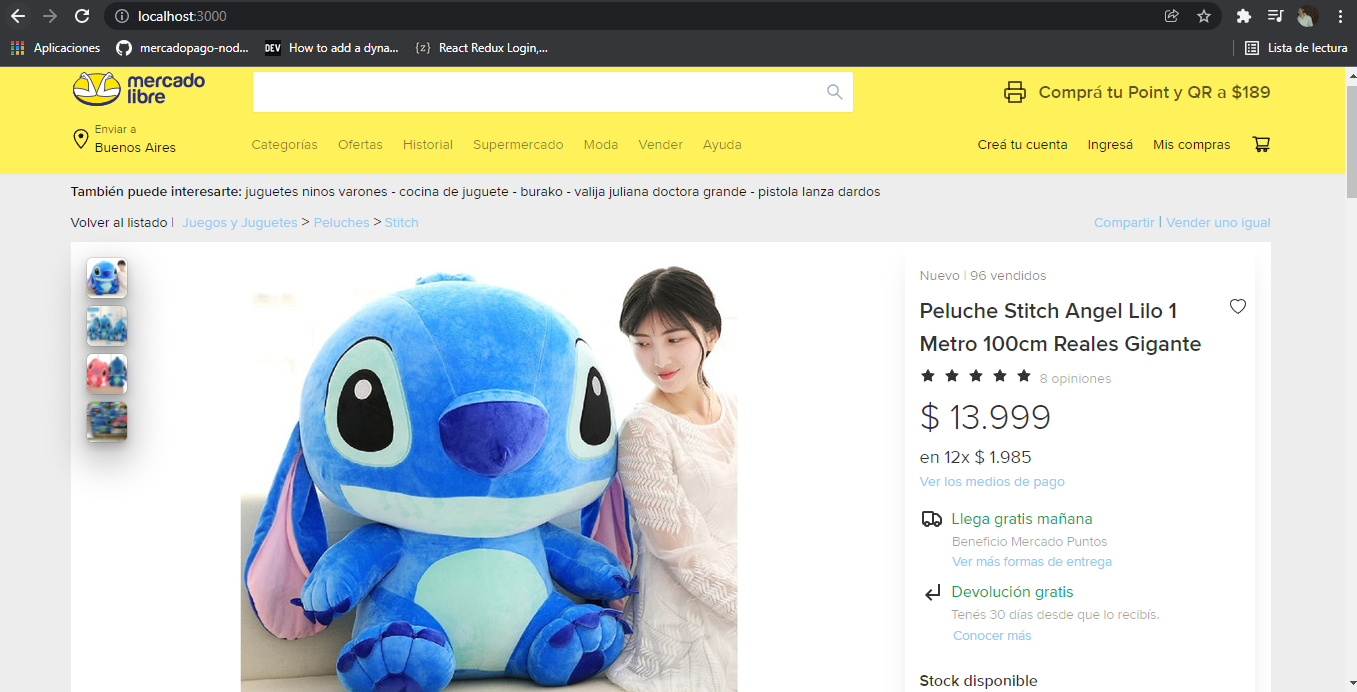 localhost:3000
Aplicaciones
mercadopago-nod...
DEV How to add a dyna...
{z} React Redux Login,...
Lista de lectura
mercado
libre
Comprá tu Point y QR a $189
Enviar a
Buenos Aires
Categorías Ofertas Historial Supermercado Moda Vender Ayuda
Creá tu cuenta Ingresá Mis compras
También puede interesarte: juguetes ninos varones - cocina de juguete - burako - valija juliana doctora grande - pistola lanza dardos
Volver al listado | Juegos y Juguetes > Peluches > Stitch
Compartir | Vender uno igual
Nuevo | 96 vendidos
Peluche Stitch Angel Lilo 1
Metro 100cm Reales Gigante
8 opiniones
$ 13.999
en 12x $ 1.985
Ver los medios de pago
Llega gratis mañana
Beneficio Mercado Puntos
Ver más formas de entrega
Devolución gratis
Tenés 30 días desde que lo recibís.
Conocer más
Stock disponible